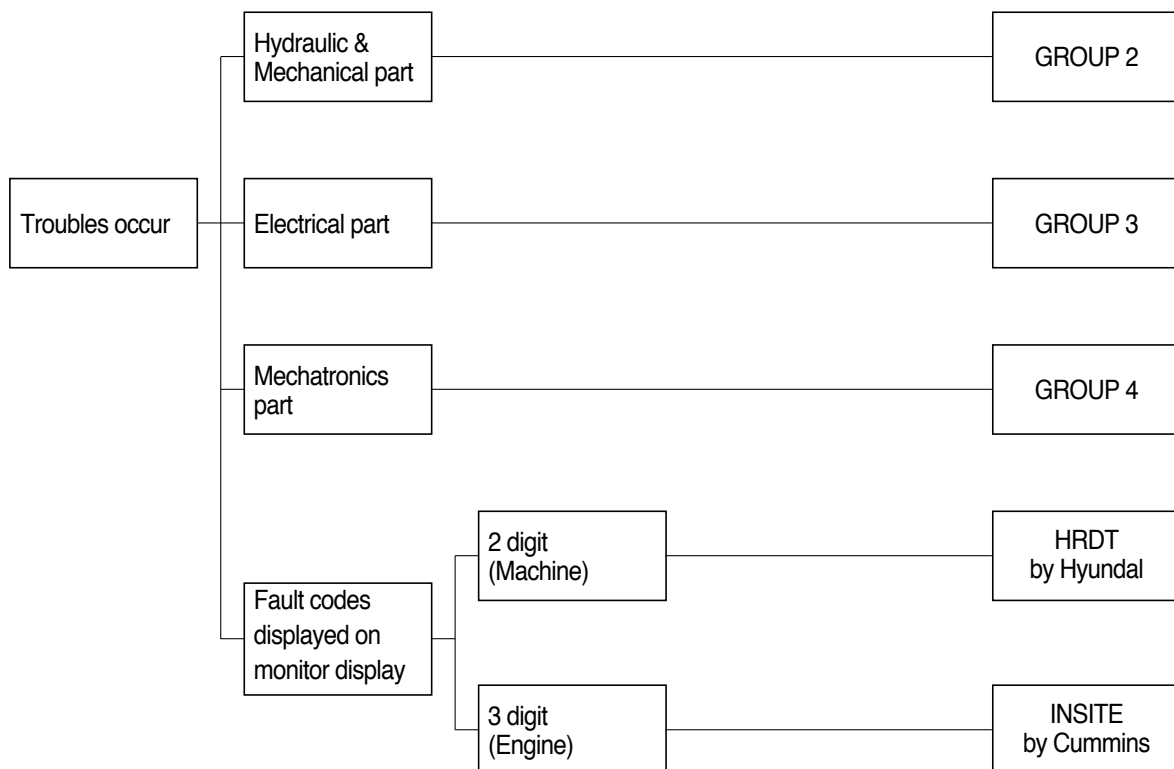 Hydraulic &
Mechanical part
GROUP 2
Troubles occur
Electrical part
GROUP 3
Mechatronics
part
GROUP 4
2 digit
(Machine)
HRDT
by Hyundal
Fault codes
displayed on
monitor display
3 digit
(Engine)
INSITE
by Cummins